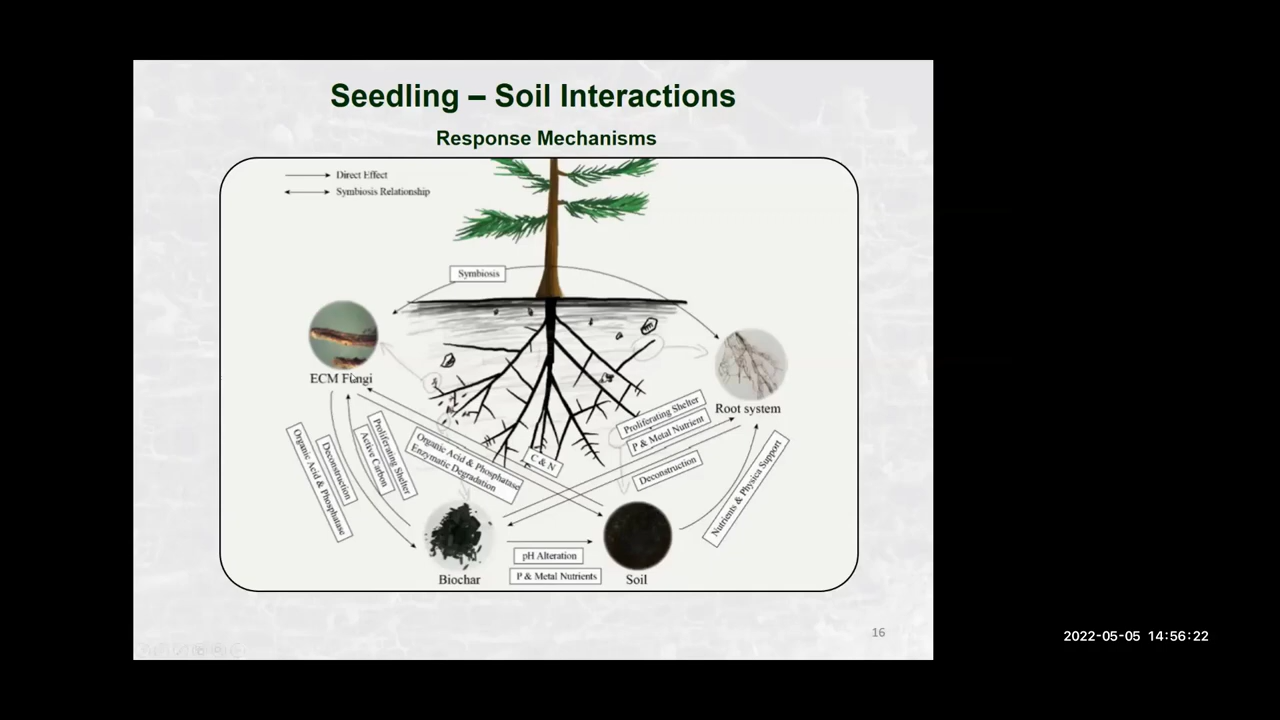 Seedling – Soil Interactions
Response Mechanisms
Direct Effect
Symbiosis Relationship
Symbiosis
ECM Fungi
Root system
Proliferating Shelter
P & Metal Nutrient
Deconstruction
Nutrients & Physica Support
Organic Acid & Phosphatase
Deconstruction
Active Carbon
Proliferating Shelter
Organic Acid & Phosphatase
Enzymatic Degradation
C & N
pH Alteration
P & Metal Nutrients
Biochar
Soil
16
2022-05-05 14:56:22